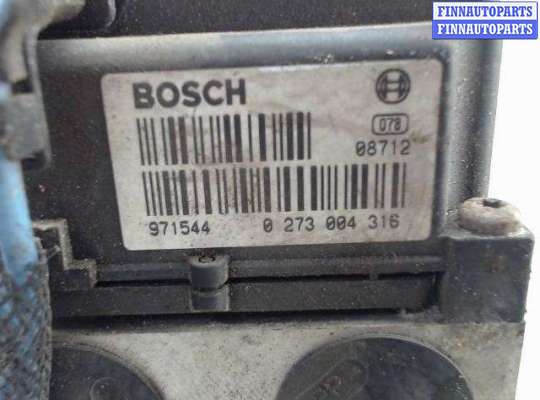 FINNAUTOPARTS
FINNAUTOPARTS
BOSCH
078
08712
971544 0 273 004 316